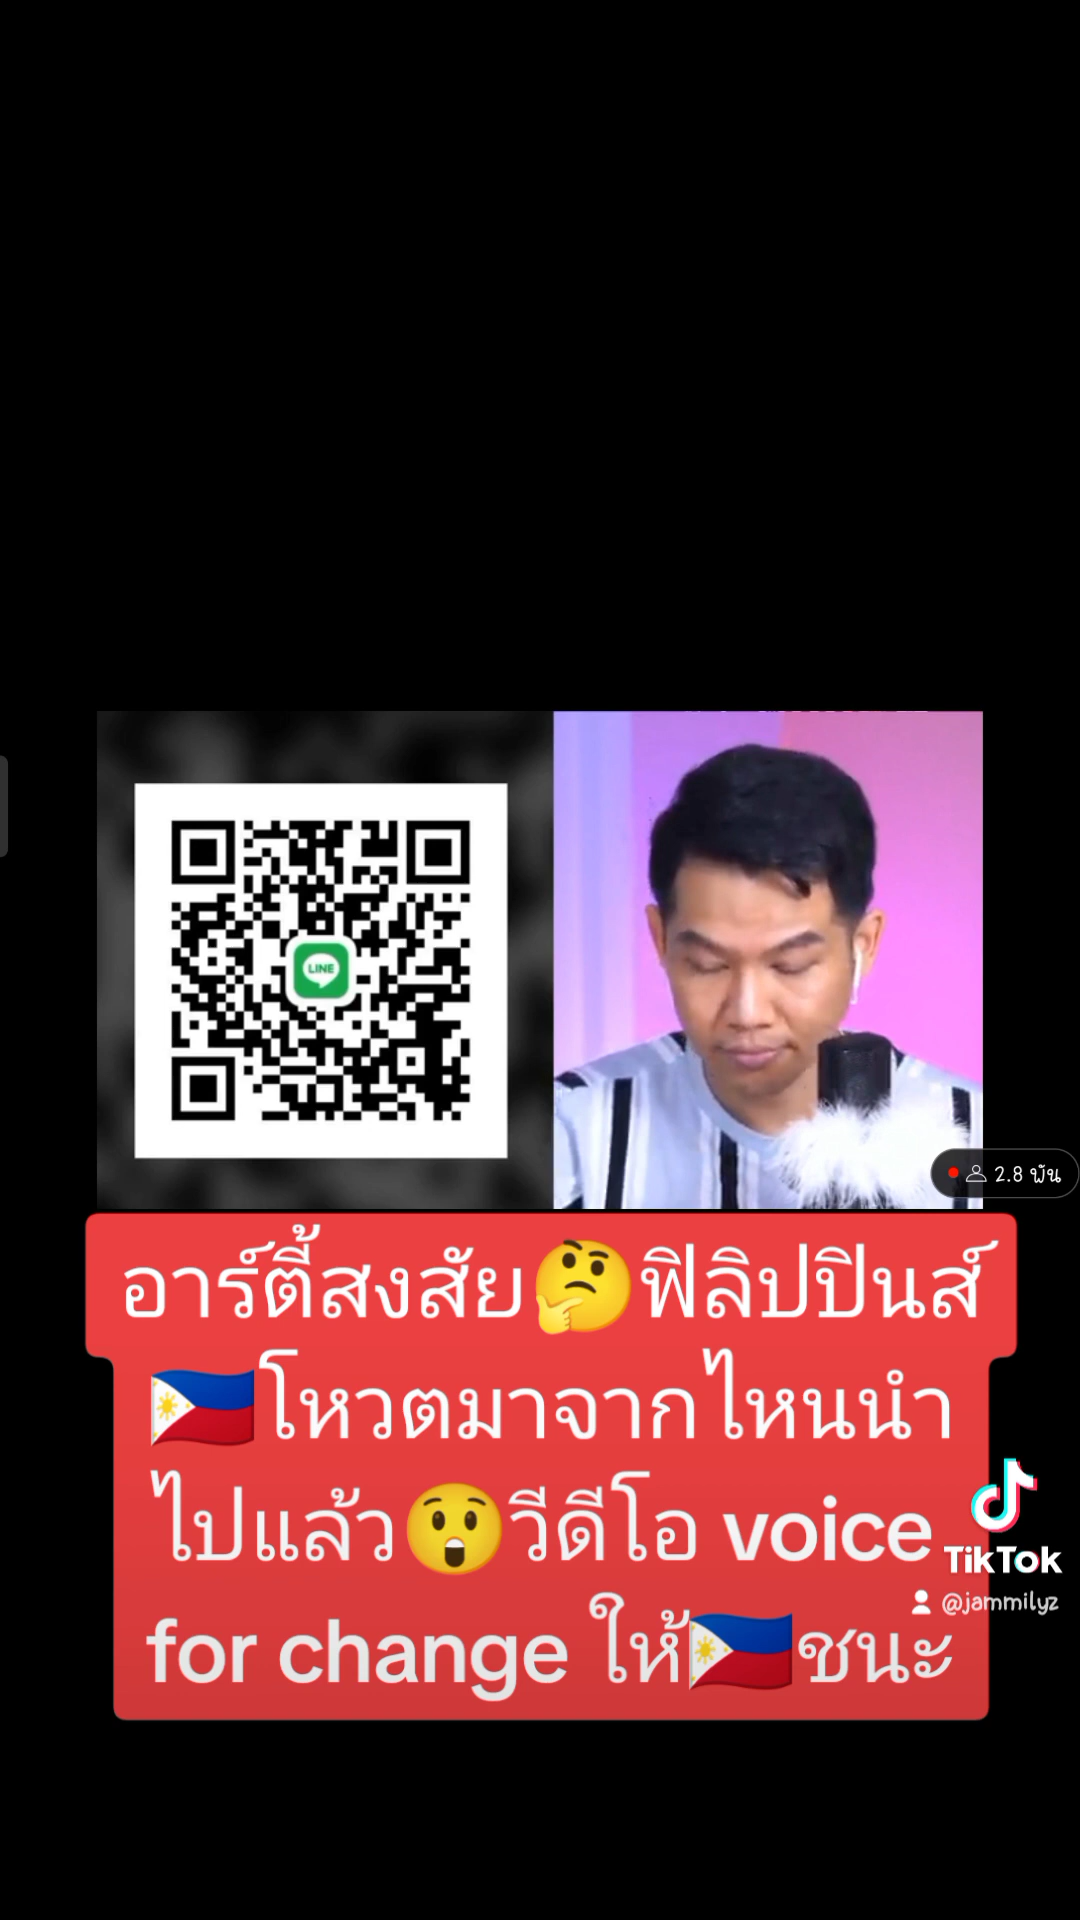 LINE
2.8 พัน
อาร์ตี้สงสัย🤔ฟิลิปปินส์
🇵🇭โหวตมาจากไหนนำ
ไปแล้ว😲วีดีโอ voice
for change ให้🇵🇭ชนะ
TikTok
@jammilyz